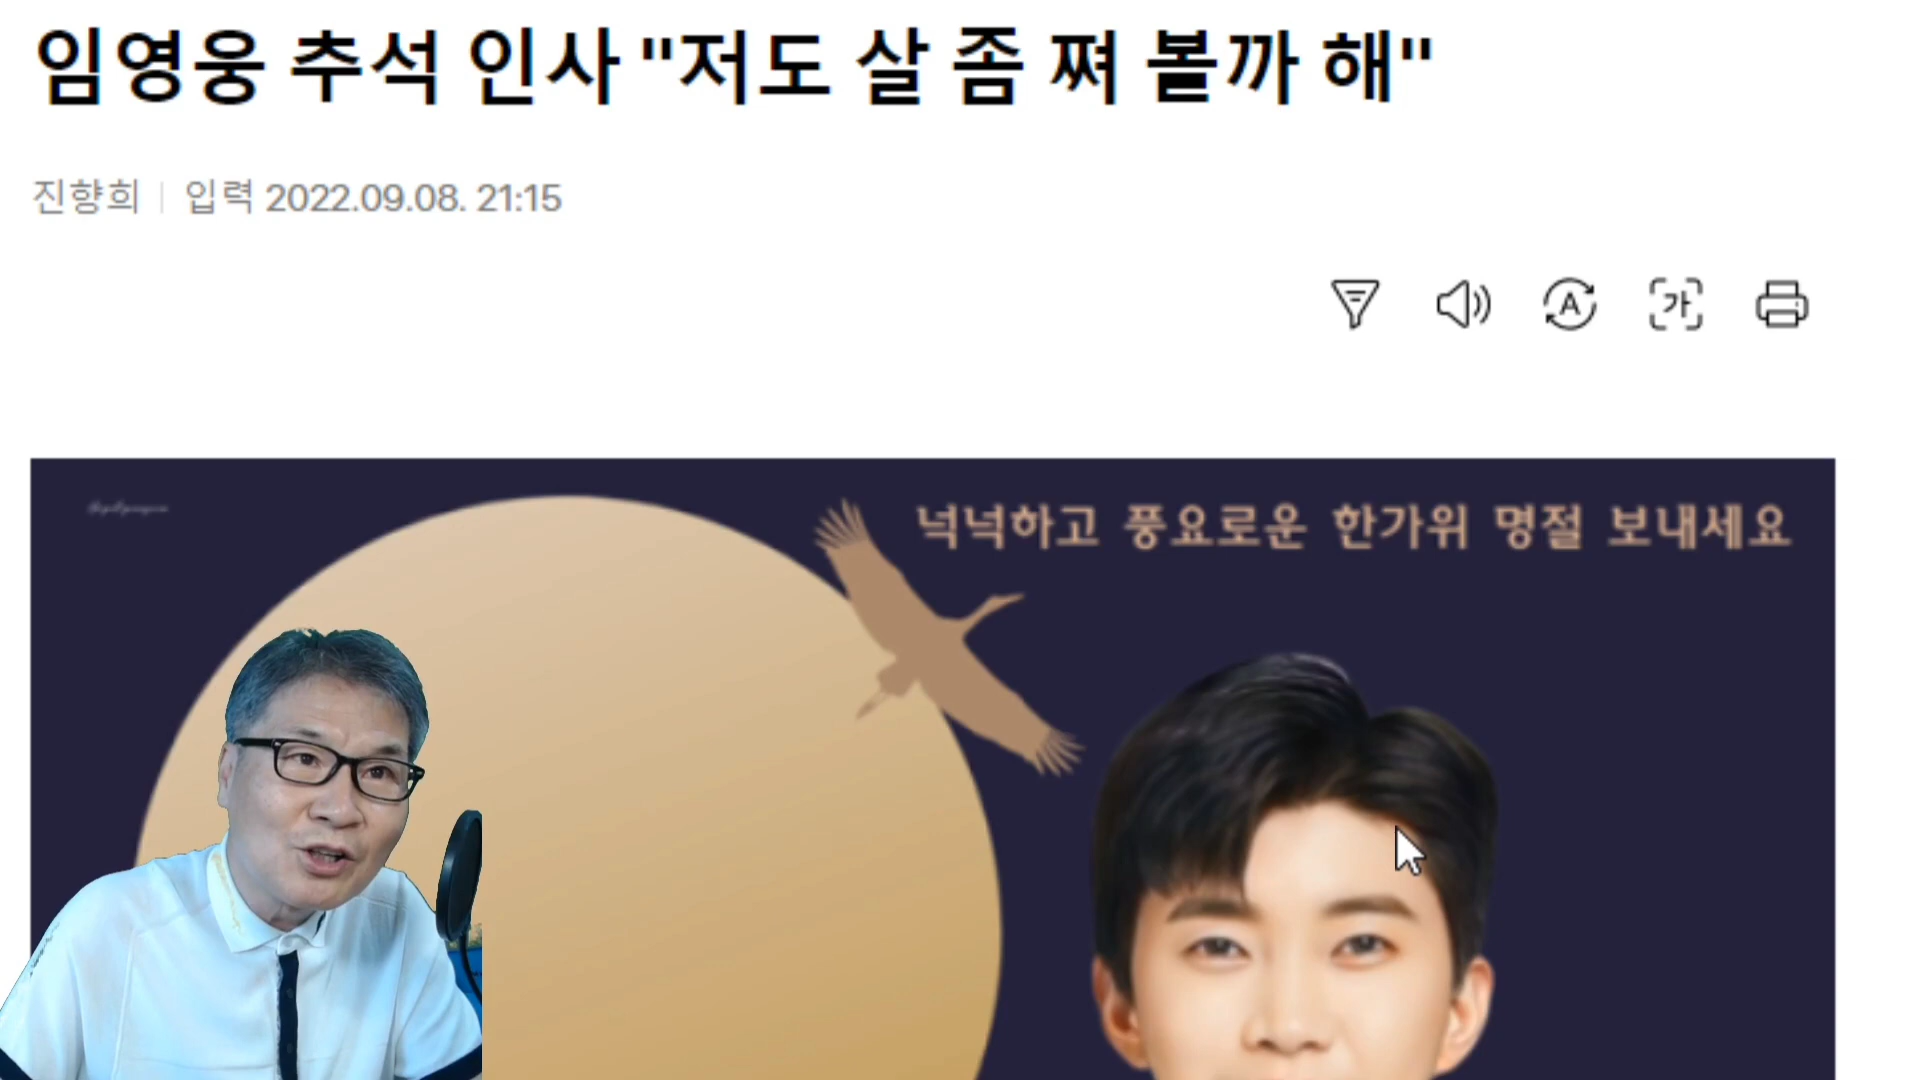 임영웅 추석 인사 "저도 살 좀 쪄 볼까 해"
진향희 | 입력 2022.09.08. 21:15
A 가
넉넉하고 풍요로운 한가위 명절 보내세요